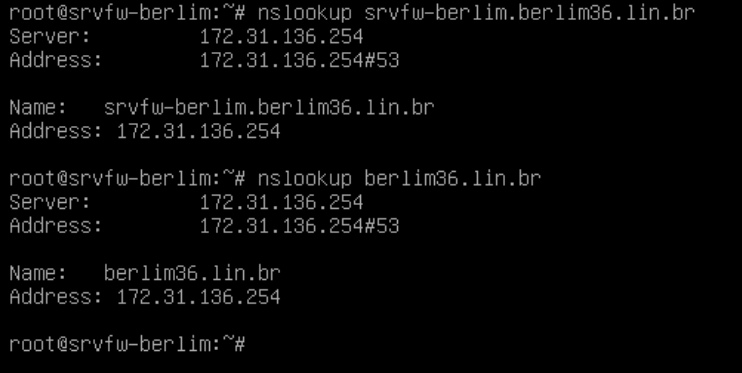 root@srvfw-berlim:~# nslookup srvfw-berlim.berlim36.lin.br
Server: 172.31.136.254
Address: 172.31.136.254#53
Name: srvfw-berlim.berlim36.lin.br
Address: 172.31.136.254
root@srvfw-berlim:~# nslookup berlim36.lin.br
Server: 172.31.136.254
Address: 172.31.136.254#53
Name: berlim36.lin.br
Address: 172.31.136.254
root@srvfw-berlim:~#